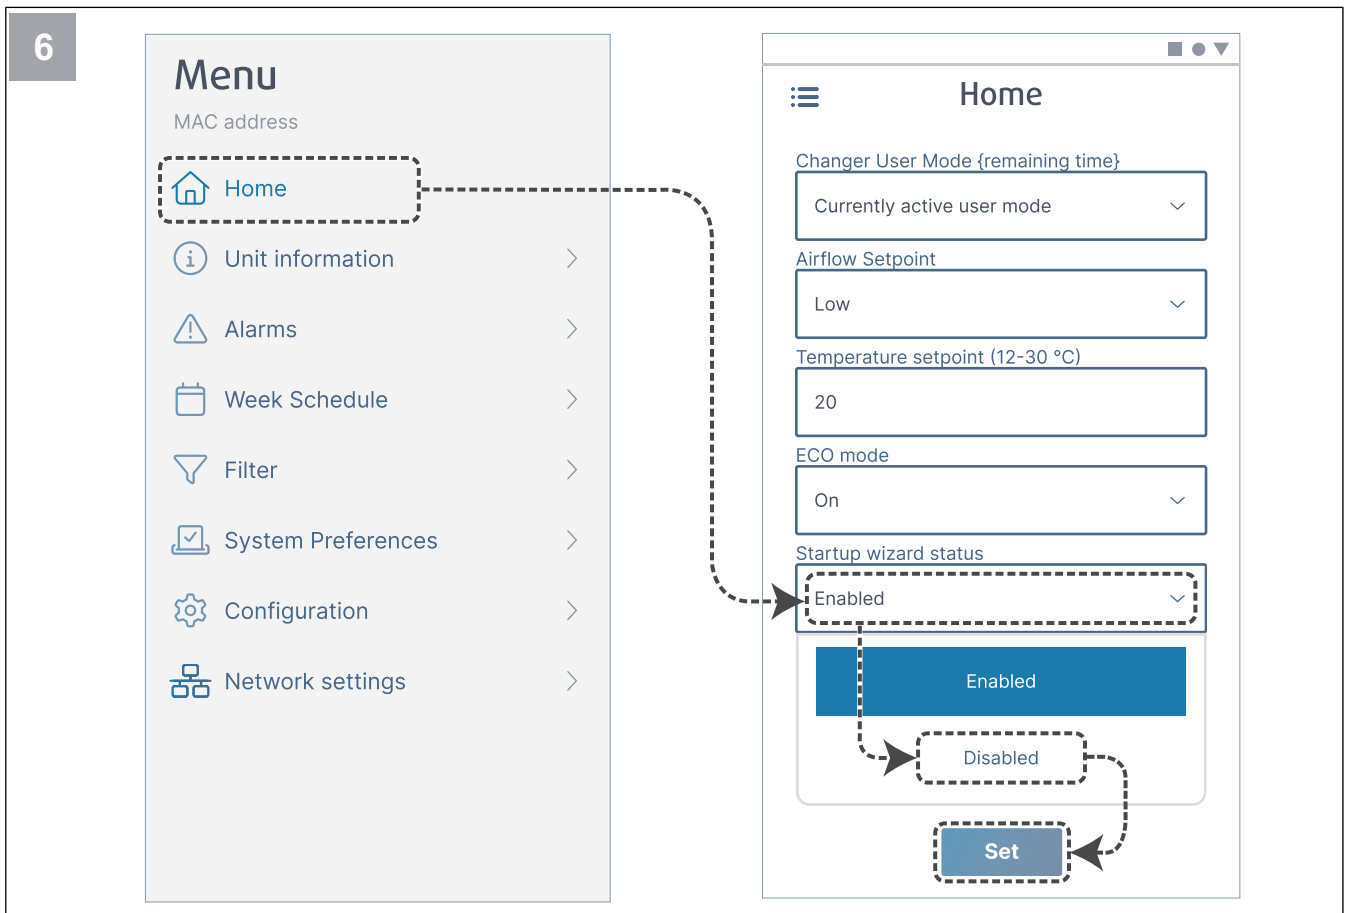 6
Menu
MAC address
Home
Unit information
Alarms
Week Schedule
Filter
System Preferences
Configuration
Network settings
Home
Changer User Mode {remaining time}
Currently active user mode
Airflow Setpoint
Low
Temperature setpoint (12-30 °C)
20
ECO mode
On
Startup wizard status
Enabled
Enabled
Disabled
Set